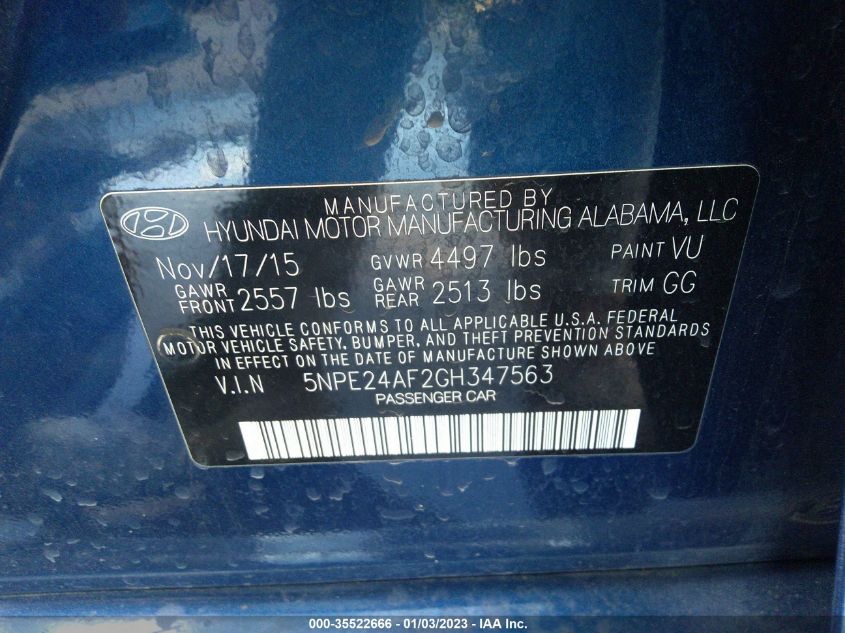 MANUFACTURED BY
HYUNDAI MOTOR MANUFACTURING ALABAMA, LLC
Nov/17/15 GVWR 4497 lbs PAINT VU
GAWR FRONT 2557 lbs GAWR REAR 2513 lbs TRIM GG
THIS VEHICLE CONFORMS TO ALL APPLICABLE U.S.A. FEDERAL
MOTOR VEHICLE SAFETY, BUMPER, AND THEFT PREVENTION STANDARDS
IN EFFECT ON THE DATE OF MANUFACTURE SHOWN ABOVE.
V.I.N 5NPE24AF2GH347563
PASSENGER CAR
000-35522666 - 01/03/2023 - IAA Inc.